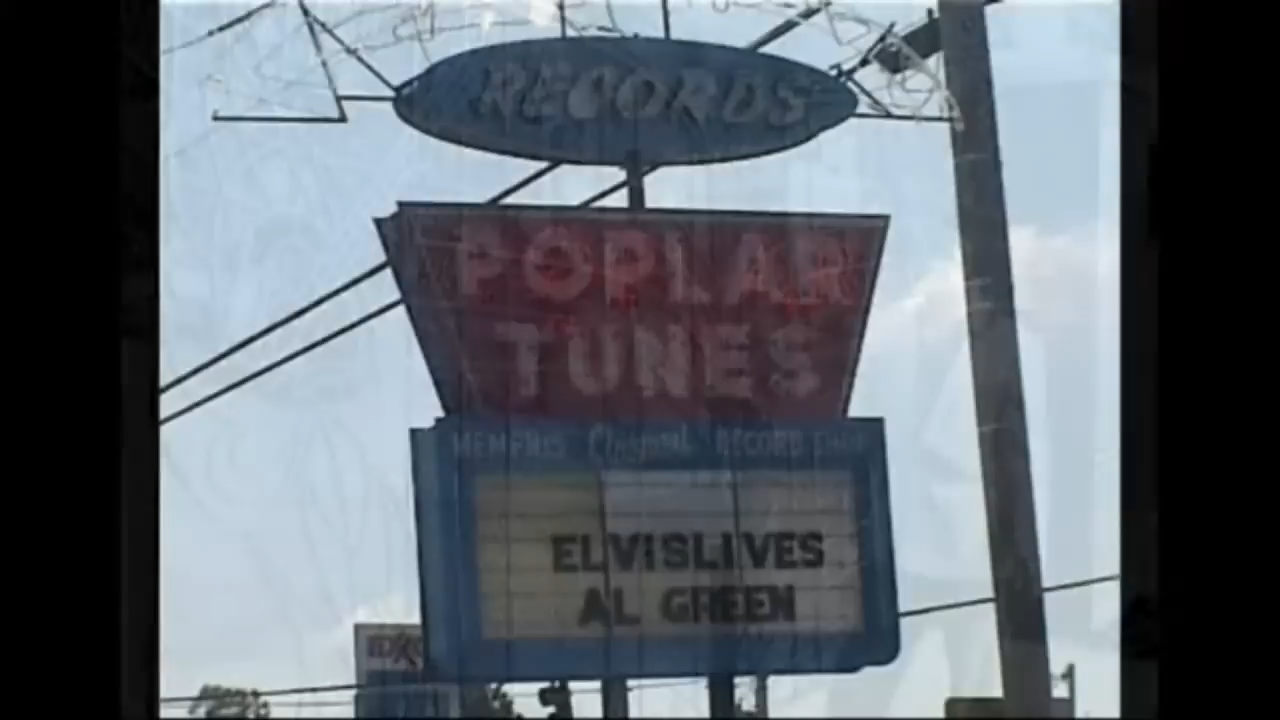 RECORDS
POPLAR
TUNES
MEMPHIS Original RECORD SHOP
ELVISLIVES
AL GREEN